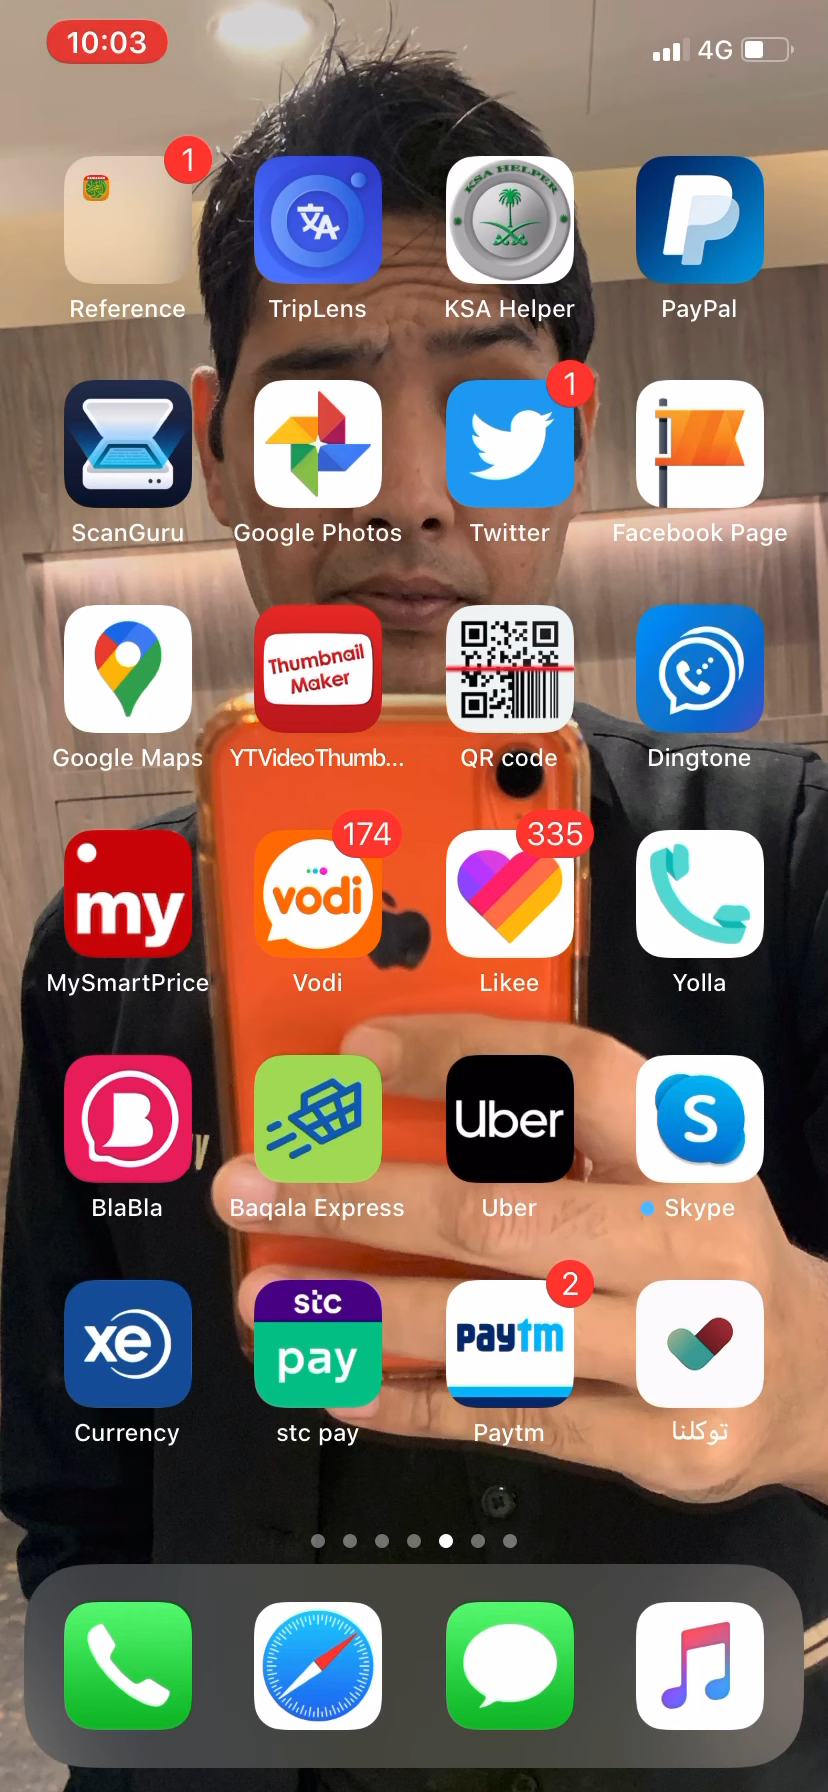 10:03
4G
1
Reference
TripLens
KSA HELPER
KSA Helper
PayPal
ScanGuru
Google Photos
1
Twitter
Facebook Page
Google Maps
Thumbnail
Maker
YTVideoThumb...
QR code
Dingtone
my
MySmartPrice
174
vodi
Vodi
335
Likee
Yolla
B
BlaBla
Baqala Express
Uber
Uber
S
Skype
xe
Currency
stc
pay
stc pay
2
paytm
Paytm
توكلنا